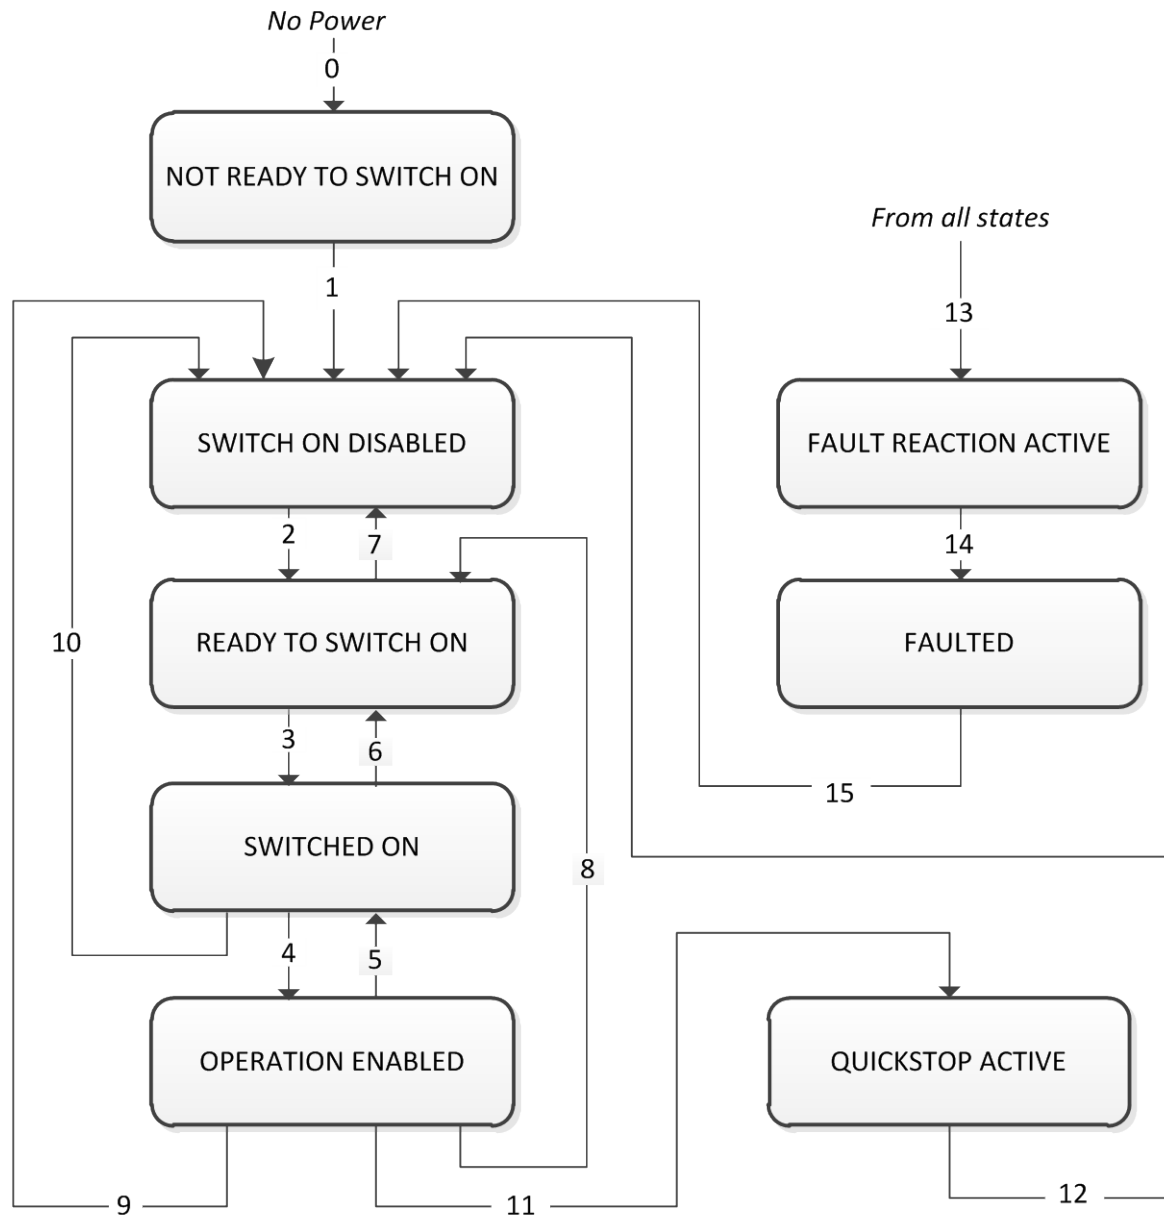 No Power
0
NOT READY TO SWITCH ON
From all states
1
13
SWITCH ON DISABLED
FAULT REACTION ACTIVE
2
7
14
10
READY TO SWITCH ON
FAULTED
3
6
15
SWITCHED ON
8
4
5
OPERATION ENABLED
QUICKSTOP ACTIVE
9
11
12